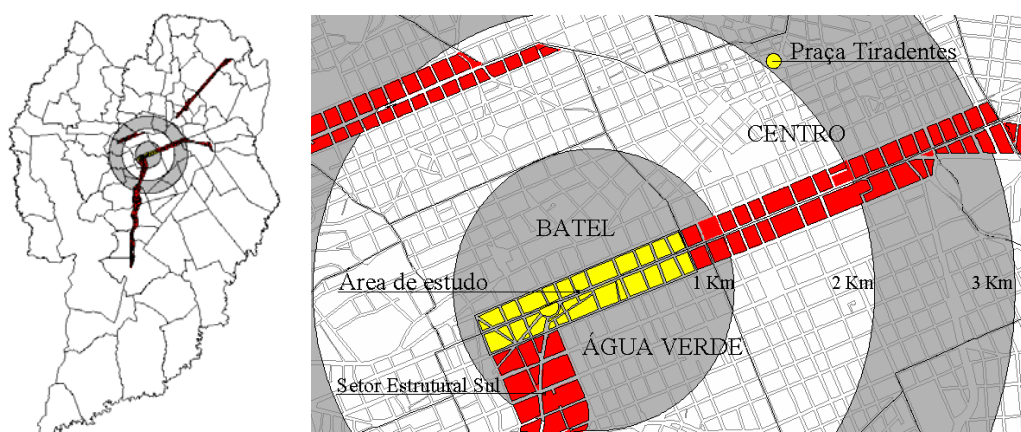 Praça Tiradentes
CENTRO
BATEL
Área de estudo
1 Km
2 Km
3 Km
ÁGUA VERDE
Setor Estrutural Sul